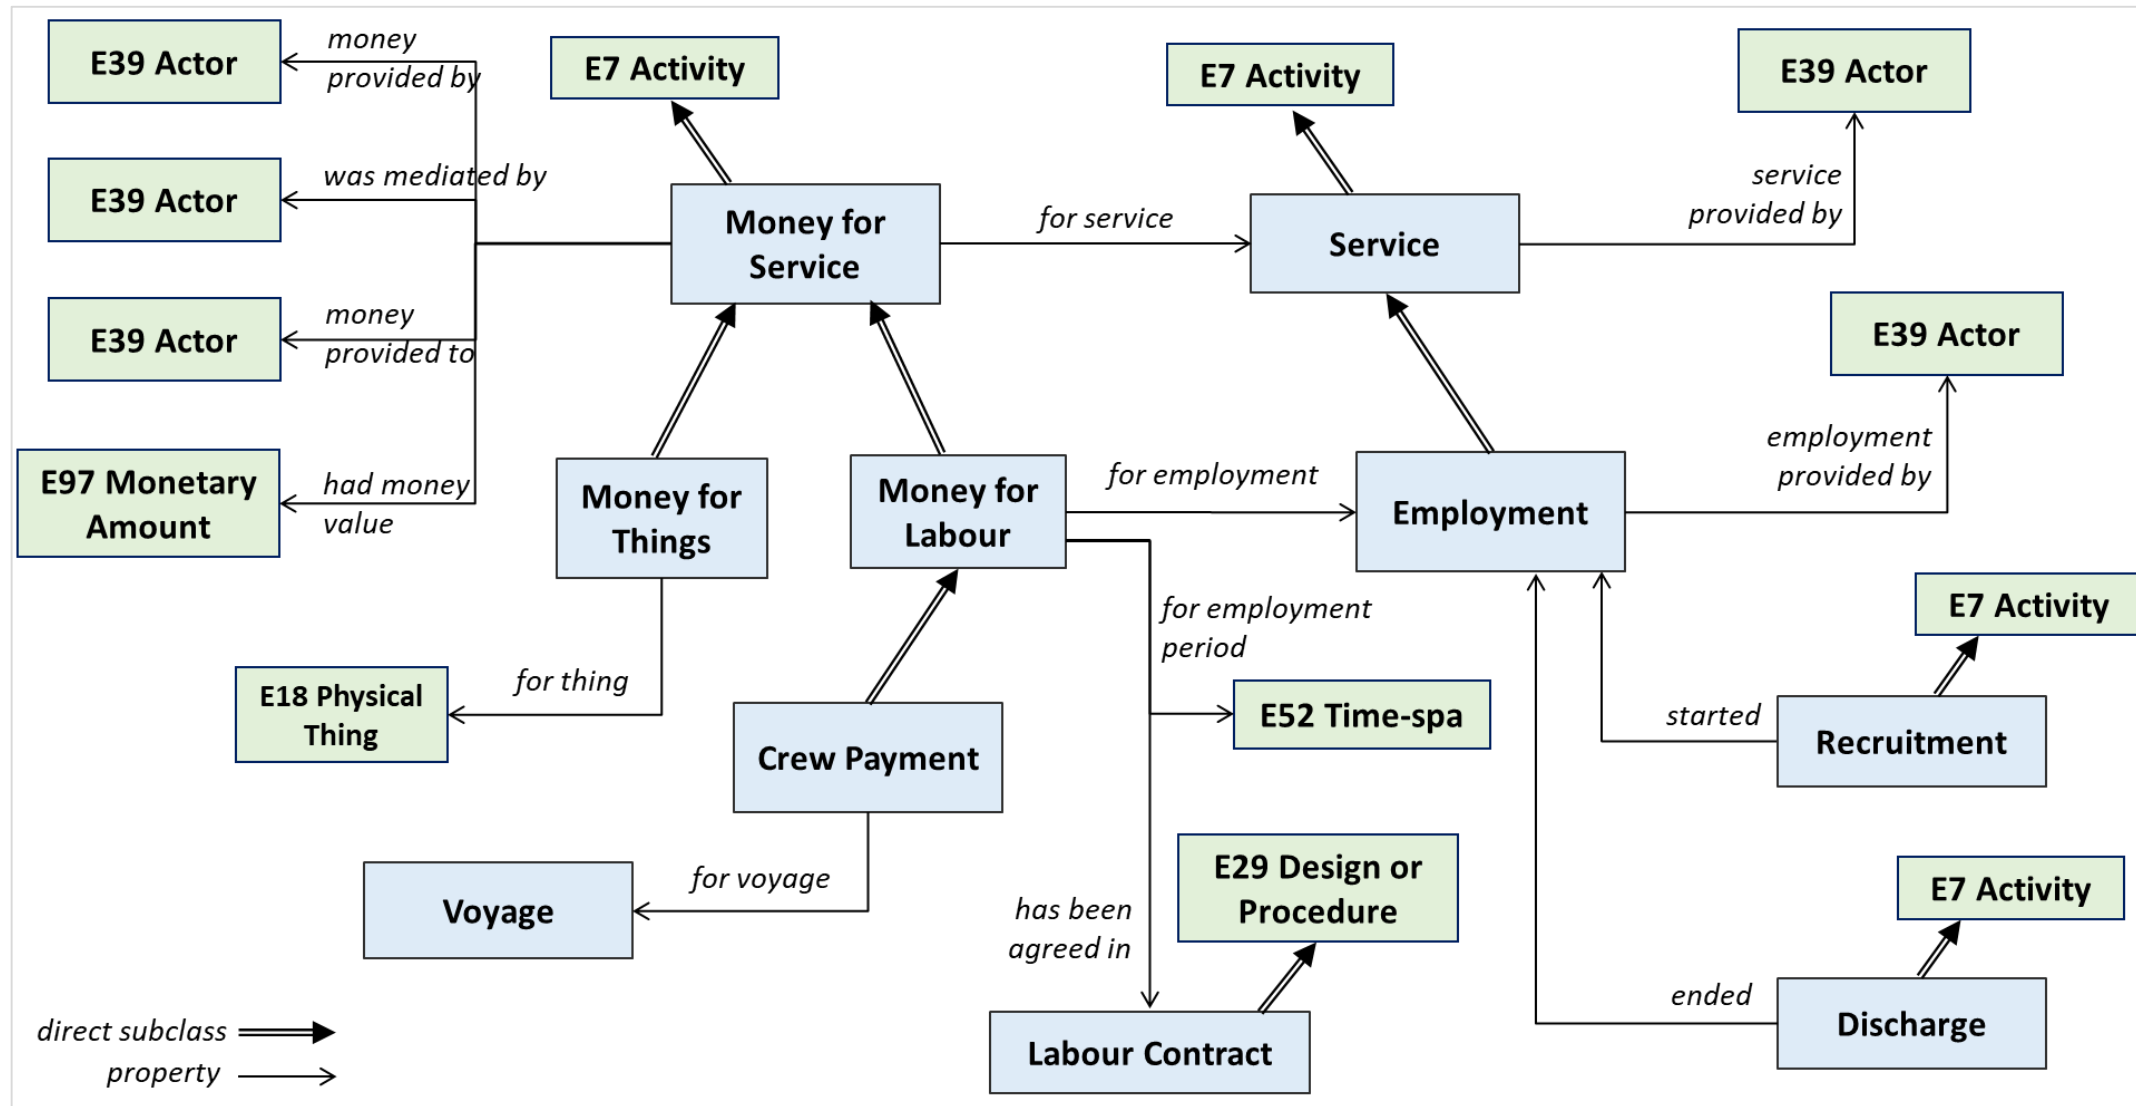 E39 Actor
money
provided by
E7 Activity
E7 Activity
E39 Actor
E39 Actor
was mediated by
Money for
Service
for service
Service
service
provided by
E39 Actor
money
provided to
E39 Actor
E97 Monetary
Amount
had money
value
Money for
Things
Money for
Labour
for employment
Employment
employment
provided by
for employment
period
E7 Activity
E18 Physical
Thing
for thing
Crew Payment
E52 Time-spa
started
Recruitment
Voyage
for voyage
has been
agreed in
E29 Design or
Procedure
E7 Activity
ended
Discharge
Labour Contract
direct subclass
property